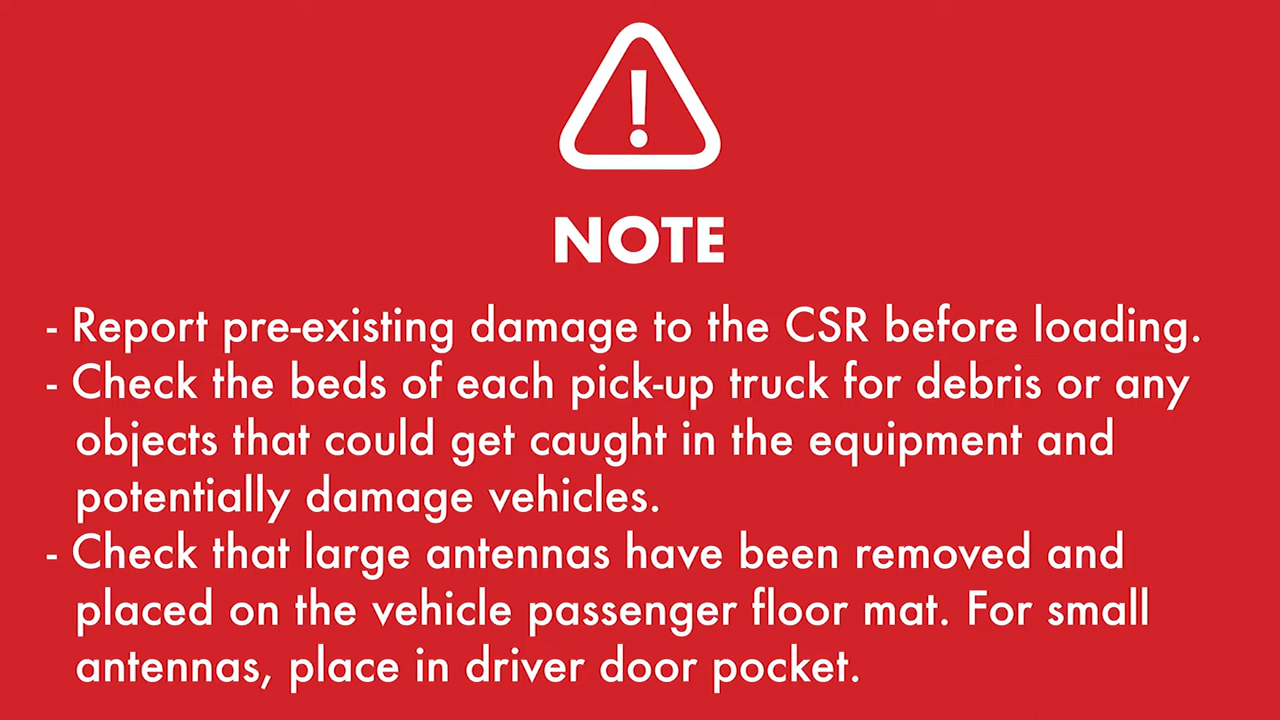 !
NOTE
- Report pre-existing damage to the CSR before loading.
- Check the beds of each pick-up truck for debris or any
objects that could get caught in the equipment and
potentially damage vehicles.
- Check that large antennas have been removed and
placed on the vehicle passenger floor mat. For small
antennas, place in driver door pocket.